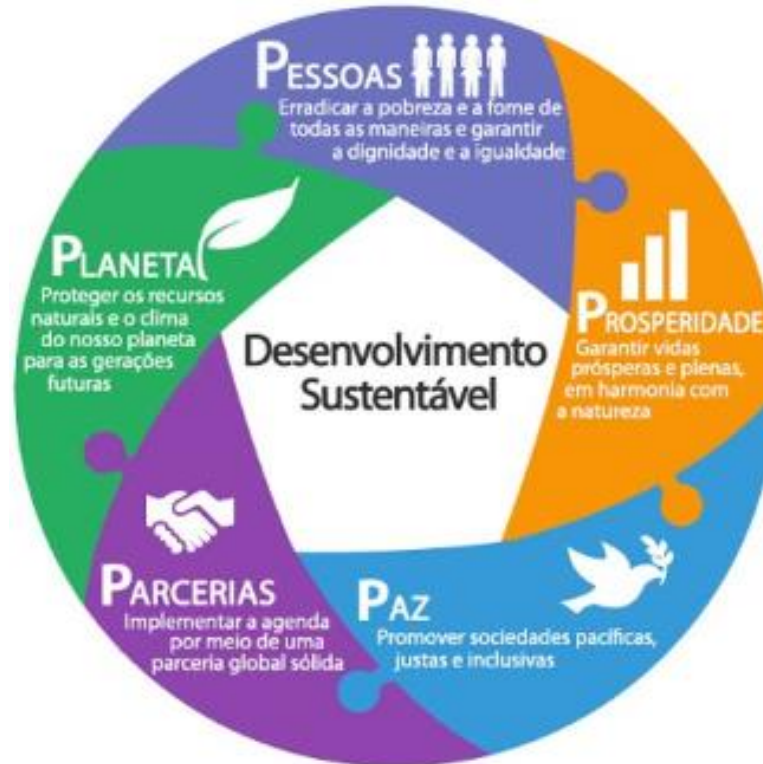 PESSOAS
Erradicar a pobreza e a fome de
todas as maneiras e garantir
a dignidade e a igualdade
PROSPERIDADE
Garantir vidas
prósperas e plenas,
em harmonia com
a natureza
PAZ
Promover sociedades pacíficas,
justas e inclusivas
PARCERIAS
Implementar a agenda
por meio de uma
parceria global sólida
PLANETA
Proteger os recursos
naturais e o clima
do nosso planeta
para as gerações
futuras
Desenvolvimento
Sustentável